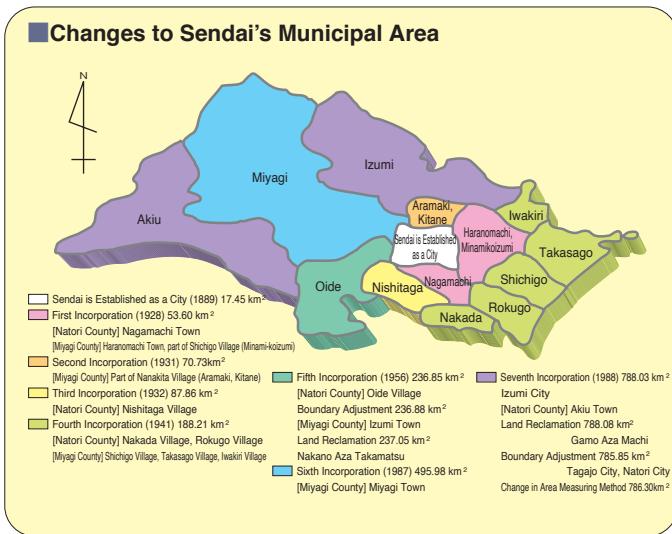 Changes to Sendai's Municipal Area
N
Miyagi
Izumi
Akiu
Aramaki,
Kitane
Iwakiri
Sendai is Established
as a City
Haranomachi,
Minamikoizumi
Takasago
Oide
Nishitaga
Nagamachi
Shichigo
Rokugo
Nakada
Sendai is Established as a City (1889) 17.45 km²
First Incorporation (1928) 53.60 km²
[Natori County] Nagamachi Town
[Miyagi County] Haranomachi Town, part of Shichigo Village (Minami-koizumi)
Second Incorporation (1931) 70.73km²
[Miyagi County] Part of Nanakita Village (Aramaki, Kitane)
Third Incorporation (1932) 87.86 km²
[Natori County] Nishitaga Village
Fourth Incorporation (1941) 188.21 km²
[Natori County] Nakada Village, Rokugo Village
[Miyagi County] Shichigo Village, Takasago Village, Iwakiri Village
Fifth Incorporation (1956) 236.85 km²
[Natori County] Oide Village
Boundary Adjustment 236.88 km²
[Miyagi County] Izumi Town
Land Reclamation 237.05 km²
Nakano Aza Takamatsu
Sixth Incorporation (1987) 495.98 km²
[Miyagi County] Miyagi Town
Seventh Incorporation (1988) 788.03 km²
Izumi City
[Natori County] Akiu Town
Land Reclamation 788.08km²
Gamo Aza Machi
Boundary Adjustment 785.85 km²
Tagajo City, Natori City
Change in Area Measuring Method 786.30km²